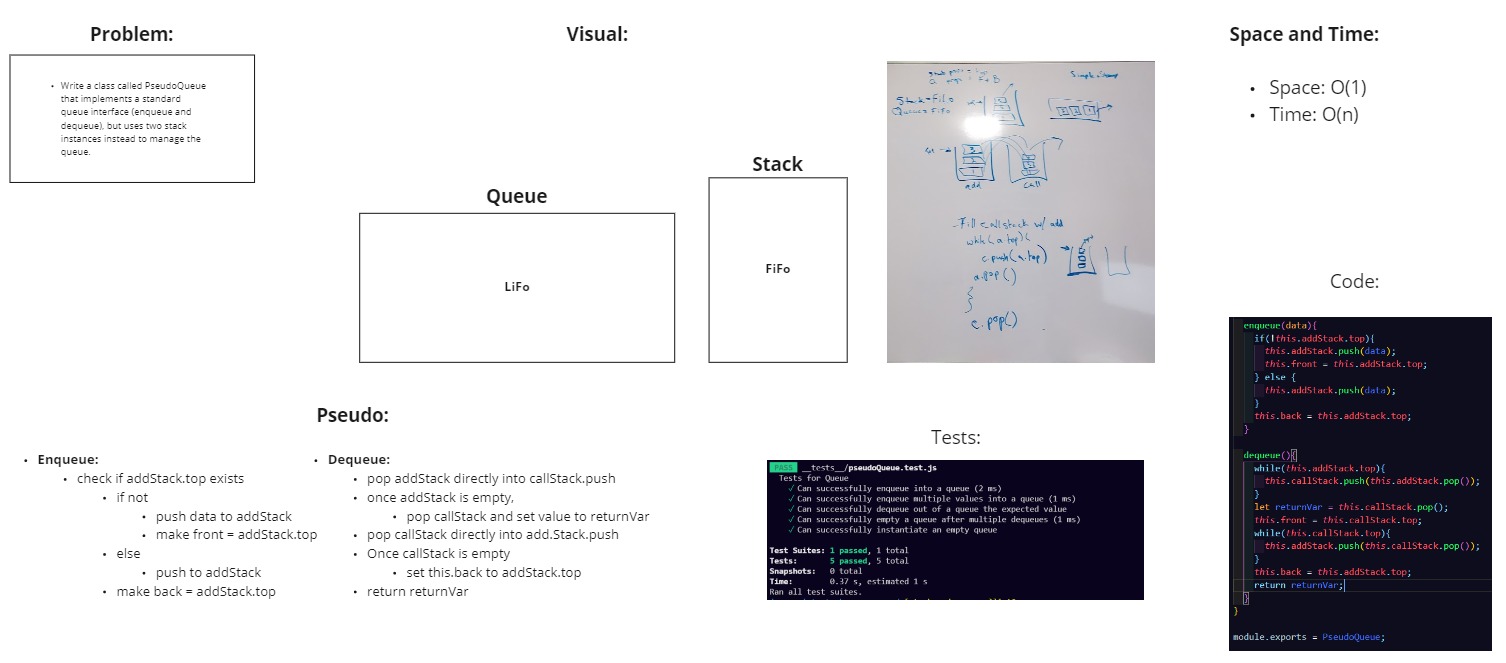 Problem:
Write a class called PseudoQueue
that implements a standard
queue interface (enqueue and
dequeue), but uses two stack
instances instead to manage the
queue.
Visual:
Queue
LiFo
Stack
FiFo
Simple Stamp
Stack = FiLo
Queue = FiFo
add
call
Fill callstack w/ add
while (a.top) {
c.push(a.top)
a.pop()
}
c.pop()
Space and Time:
Space: O(1)
Time: O(n)
Pseudo:
Enqueue:
check if addStack.top exists
if not
push data to addStack
make front = addStack.top
else
push to addStack
make back = addStack.top
Dequeue:
pop addStack directly into callStack.push
once addStack is empty,
pop callStack and set value to returnVar
pop callStack directly into add.Stack.push
Once callStack is empty
set this.back to addStack.top
return returnVar
Tests:
PASS __tests__/pseudoQueue.test.js
Tests for Queue
✓ Can successfully enqueue into a queue (2 ms)
✓ Can successfully enqueue multiple values into a queue (1 ms)
✓ Can successfully dequeue out of a queue the expected value
✓ Can successfully empty a queue after multiple dequeues (1 ms)
✓ Can successfully instantiate an empty queue
Test Suites: 1 passed, 1 total
Tests: 5 passed, 5 total
Snapshots: 0 total
Time: 0.37 s, estimated 1 s
Ran all test suites.
Code:
enqueue(data){
if(!this.addStack.top){
this.addStack.push(data);
this.front = this.addStack.top;
} else {
this.addStack.push(data);
}
this.back = this.addStack.top;
}
dequeue(){
while(this.addStack.top){
this.callStack.push(this.addStack.pop());
}
let returnVar = this.callStack.pop();
this.front = this.callStack.top;
while(this.callStack.top){
this.addStack.push(this.callStack.pop());
}
this.back = this.addStack.top;
return returnVar;
}
}
module.exports = PseudoQueue;